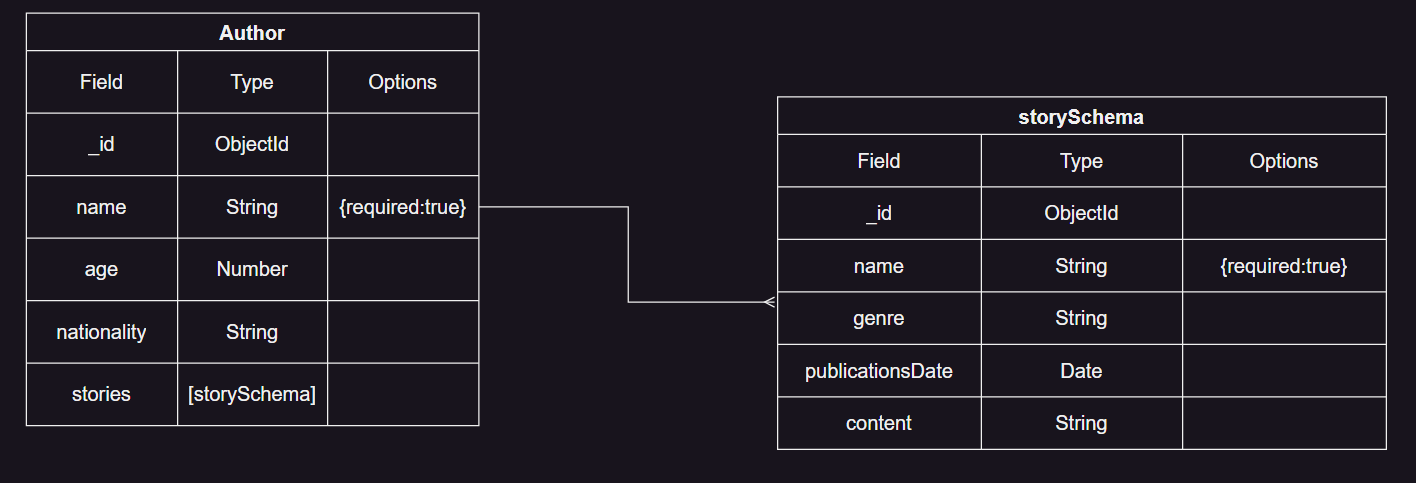 Author
Field Type Options
_id ObjectId
name String {required:true}
age Number
nationality String
stories [storySchema]
storySchema
Field Type Options
_id ObjectId
name String {required:true}
genre String
publicationsDate Date
content String